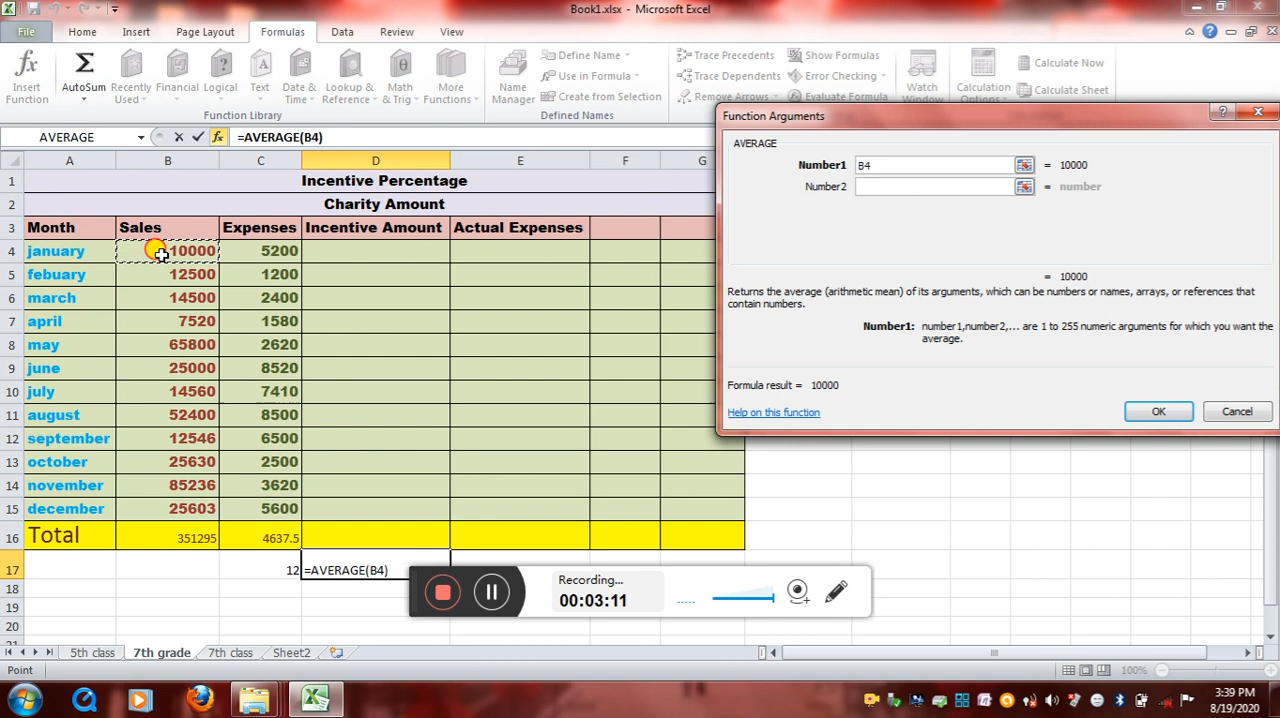 Book1.xlsx - Microsoft Excel
File Home Insert Page Layout Formulas Data Review View
Insert Function
AutoSum
Recently Used
Financial
Logical
Text
Date & Time
Lookup & Reference
Math & Trig
More Functions
Function Library
Name Manager
Define Name
Use in Formula
Create from Selection
Defined Names
Trace Precedents
Trace Dependents
Remove Arrows
Show Formulas
Error Checking
Evaluate Formula
Watch Window
Calculation Options
Calculate Now
Calculate Sheet
AVERAGE fx =AVERAGE(B4)
A B C D E F G
1 Incentive Percentage
2 Charity Amount
3 Month Sales Expenses Incentive Amount Actual Expenses
4 january 10000 5200
5 febuary 12500 1200
6 march 14500 2400
7 april 7520 1580
8 may 65800 2620
9 june 25000 8520
10 july 14560 7410
11 august 52400 8500
12 september 12546 6500
13 october 25630 2500
14 november 85236 3620
15 december 25603 5600
16 Total 351295 4637.5
17 12 =AVERAGE(B4)
18
19
20
Function Arguments
AVERAGE
Number1 B4 = 10000
Number2 = number
= 10000
Returns the average (arithmetic mean) of its arguments, which can be numbers or names, arrays, or references that
contain numbers.
Number1: number1,number2,... are 1 to 255 numeric arguments for which you want the
average.
Formula result = 10000
Help on this function OK Cancel
Recording...
00:03:11
5th class 7th grade 7th class Sheet2
Point 100%
3:39 PM
8/19/2020